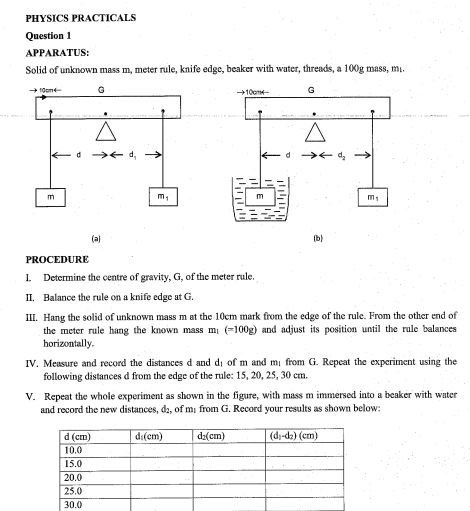 PHYSICS PRACTICALS
Question 1
APPARATUS:
Solid of unknown mass m, meter rule, knife edge, beaker with water, threads, a 100g mass, m₁.
10cm G 10cm G
d d₁ d d₂
m m₁ m m₁
(a) (b)
PROCEDURE
I. Determine the centre of gravity, G, of the meter rule.
II. Balance the rule on a knife edge at G.
III. Hang the solid of unknown mass m at the 10cm mark from the edge of the rule. From the other end of
the meter rule hang the known mass m₁ (=100g) and adjust its position until the rule balances
horizontally.
IV. Measure and record the distances d and d₁ of m and m₁ from G. Repeat the experiment using the
following distances d from the edge of the rule: 15, 20, 25, 30 cm.
V. Repeat the whole experiment as shown in the figure, with mass m immersed into a beaker with water
and record the new distances, d₂, of m₁ from G. Record your results as shown below:
d (cm) d₁(cm) d₂(cm) (d₁-d₂) (cm)
10.0
15.0
20.0
25.0
30.0